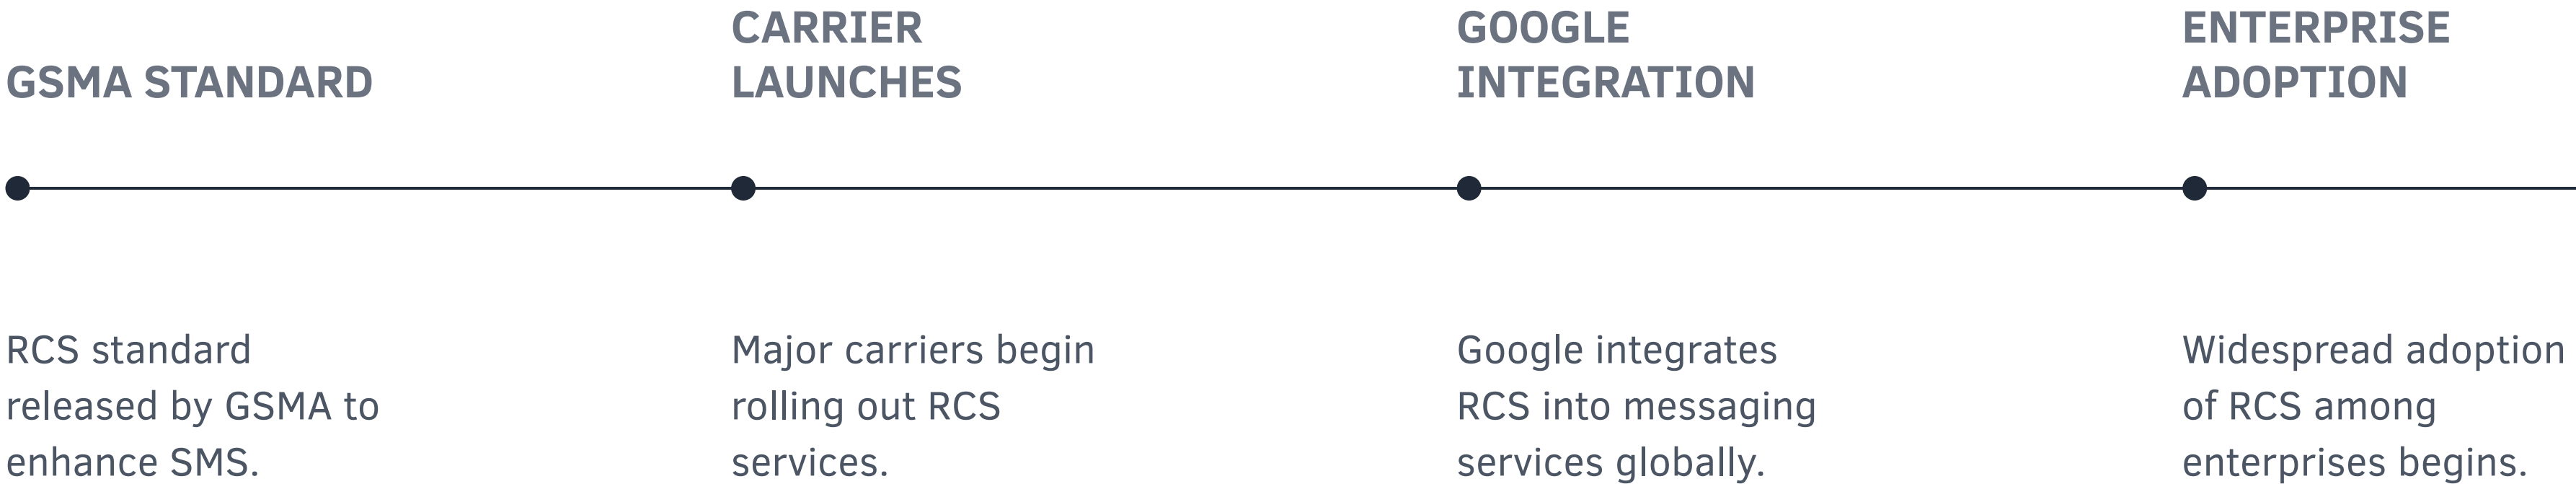 GSMA STANDARD
CARRIER
LAUNCHES
GOOGLE
INTEGRATION
ENTERPRISE
ADOPTION
RCS standard
released by GSMA to
enhance SMS.
Major carriers begin
rolling out RCS
services.
Google integrates
RCS into messaging
services globally.
Widespread adoption
of RCS among
enterprises begins.